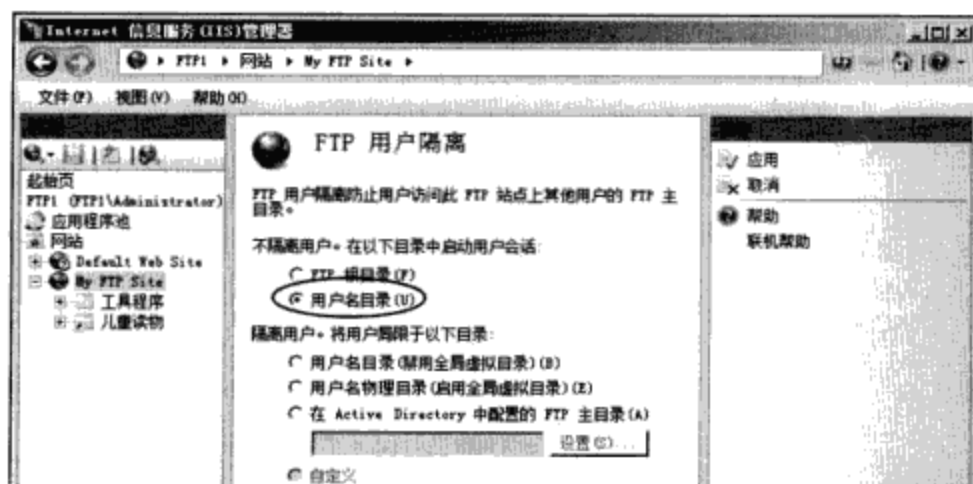 Internet 信息服务(IIS)管理器
FTP1 ▸ 网站 ▸ My FTP Site ▸
文件(F) 视图(V) 帮助(H)
起始页
FTP1 (FTP1\Administrator)
应用程序池
网站
Default Web Site
My FTP Site
工具程序
儿童读物
FTP 用户隔离
FTP 用户隔离防止用户访问此 FTP 站点上其他用户的 FTP 主
目录。
不隔离用户。在以下目录中启动用户会话:
FTP 根目录(F)
用户名目录(U)
隔离用户。将用户局限于以下目录:
用户名目录(禁用全局虚拟目录)(B)
用户名物理目录(启用全局虚拟目录)(E)
在 Active Directory 中配置的 FTP 主目录(A)
设置(S)...
自定义
应用
取消
帮助
联机帮助